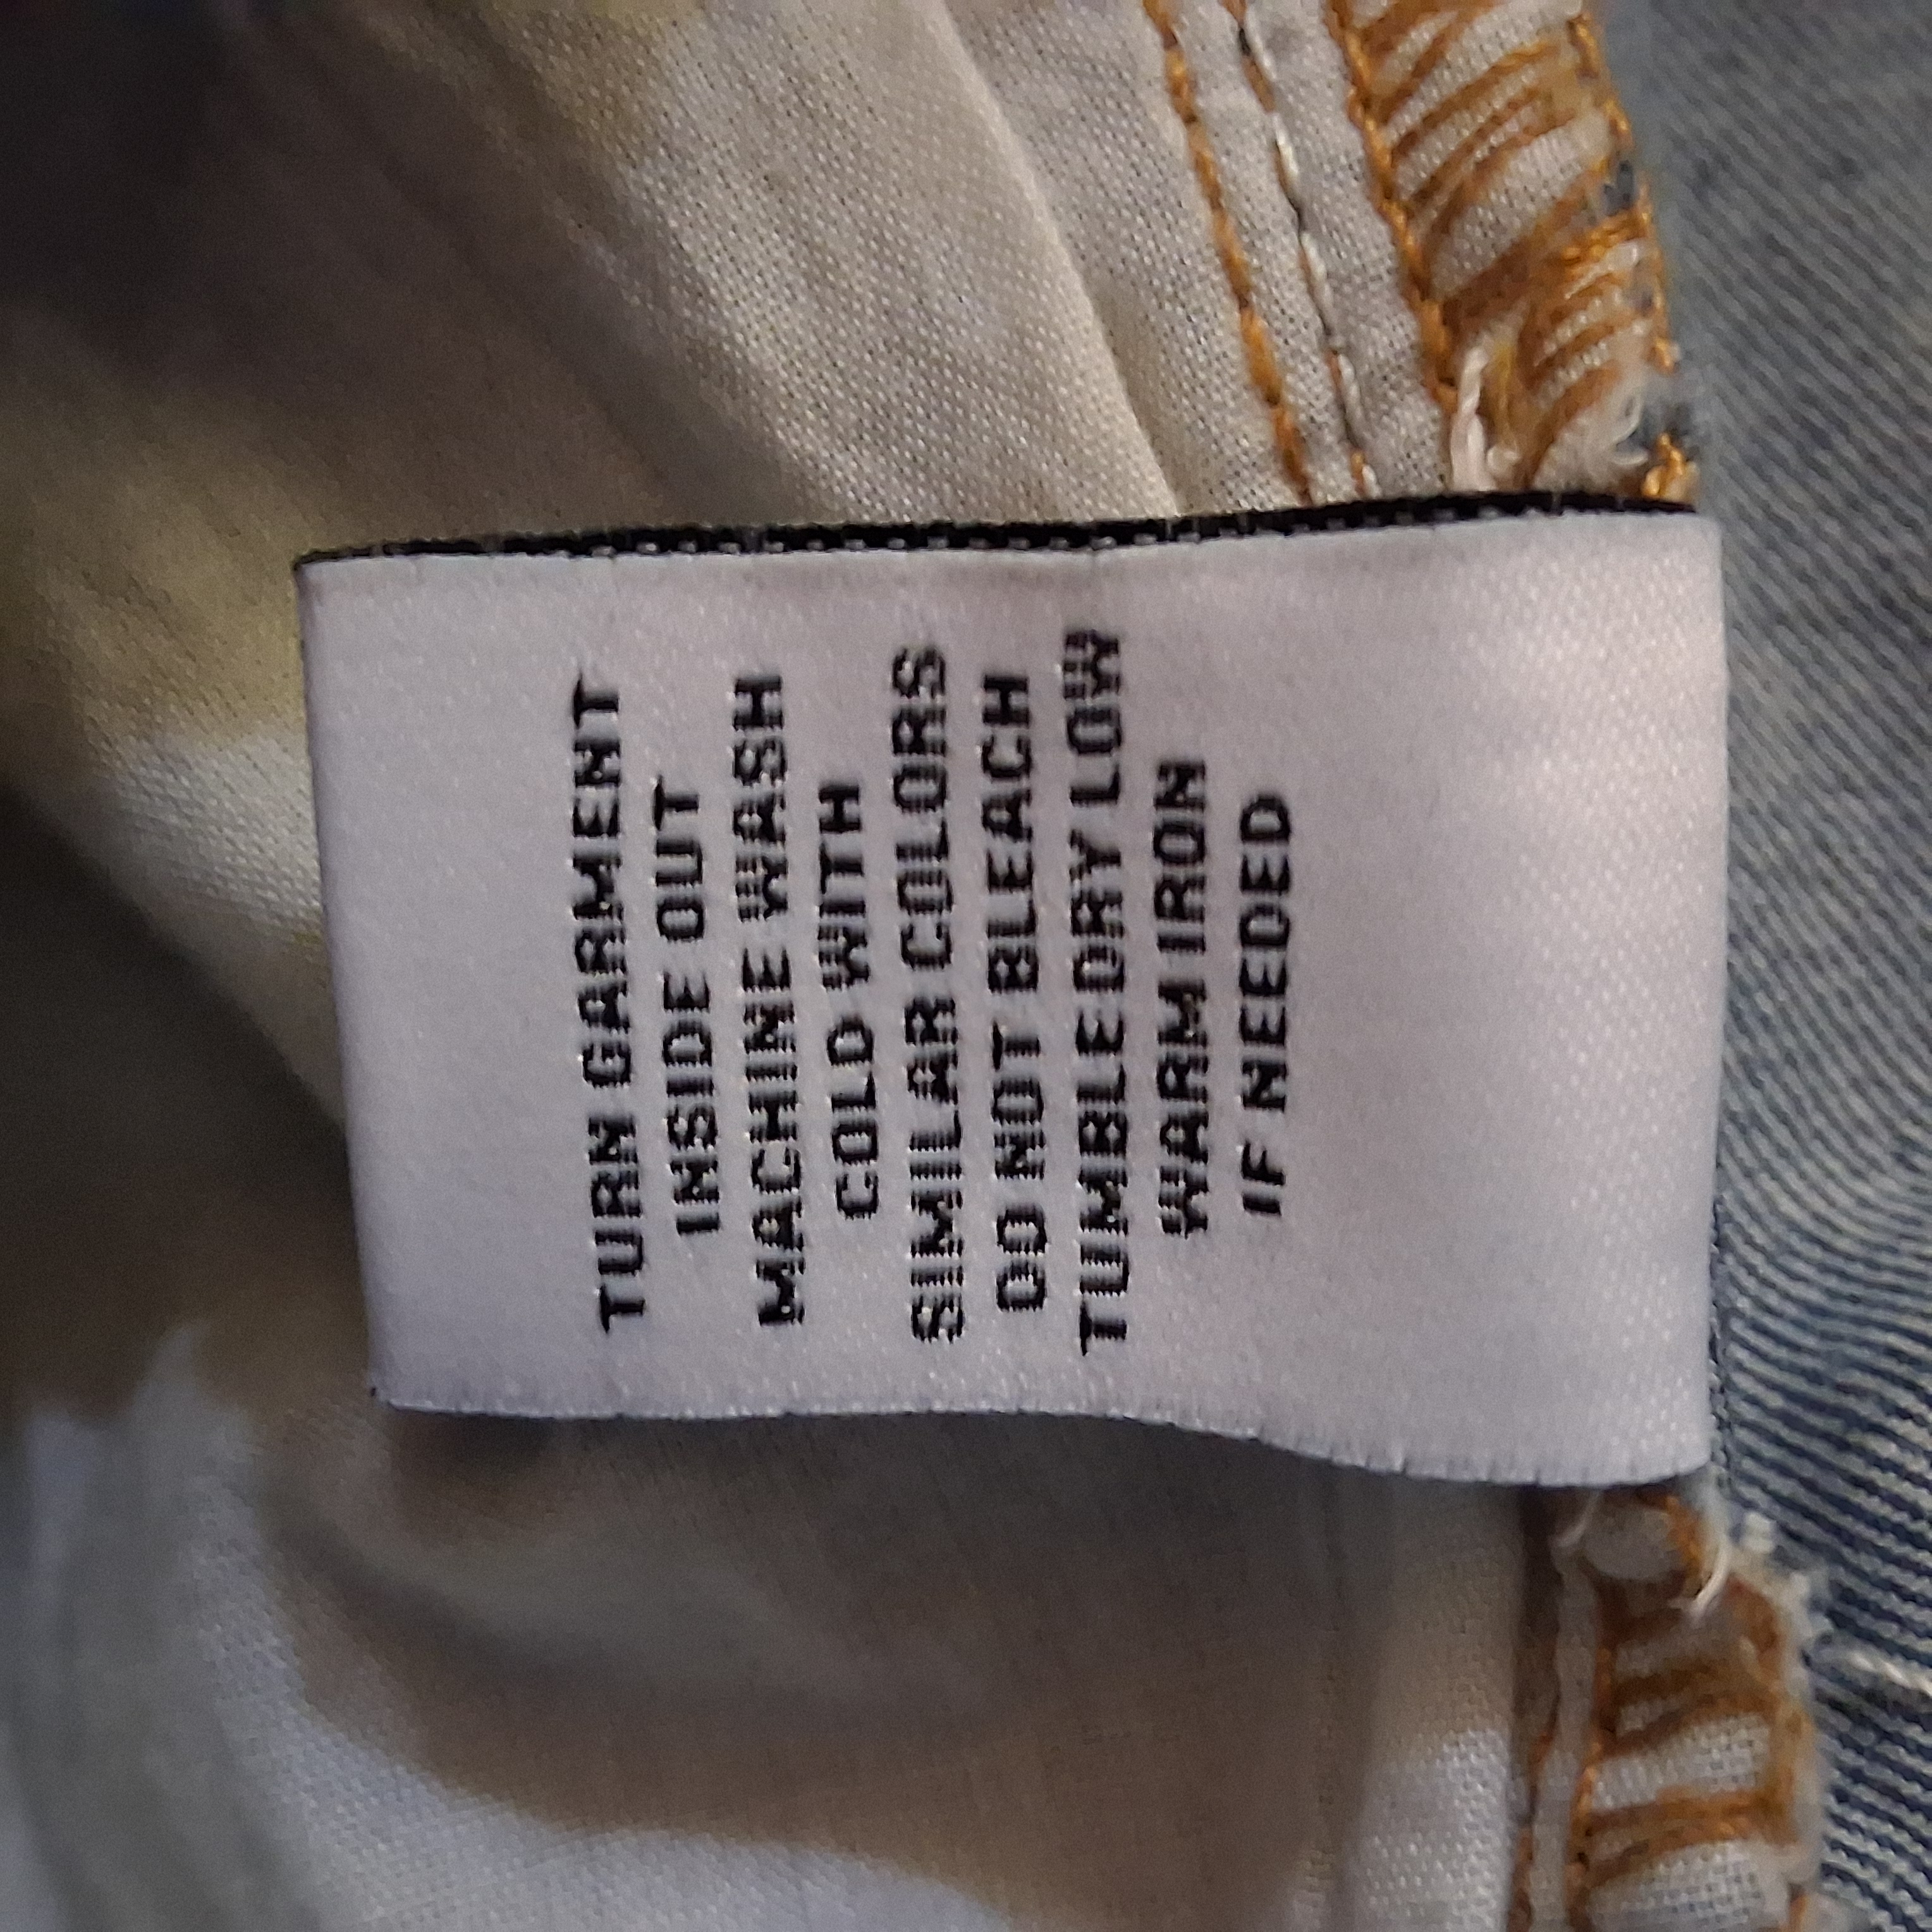 TURN GARMENT
INSIDE OUT
MACHINE WASH
COLD WITH
SIMILAR COLORS
DO NOT BLEACH
TUMBLE DRY LOW
WARM IRON
IF NEEDED